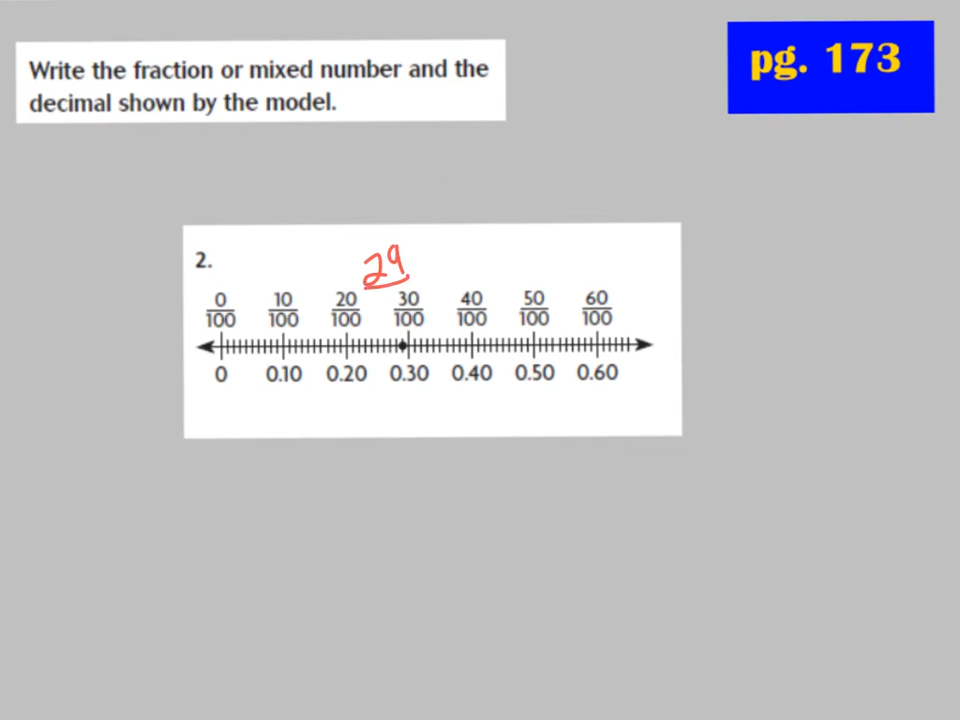 pg. 173
Write the fraction or mixed number and the
decimal shown by the model.
2.
29
0 10 20 30 40 50 60
100 100 100 100 100 100 100
0 0.10 0.20 0.30 0.40 0.50 0.60